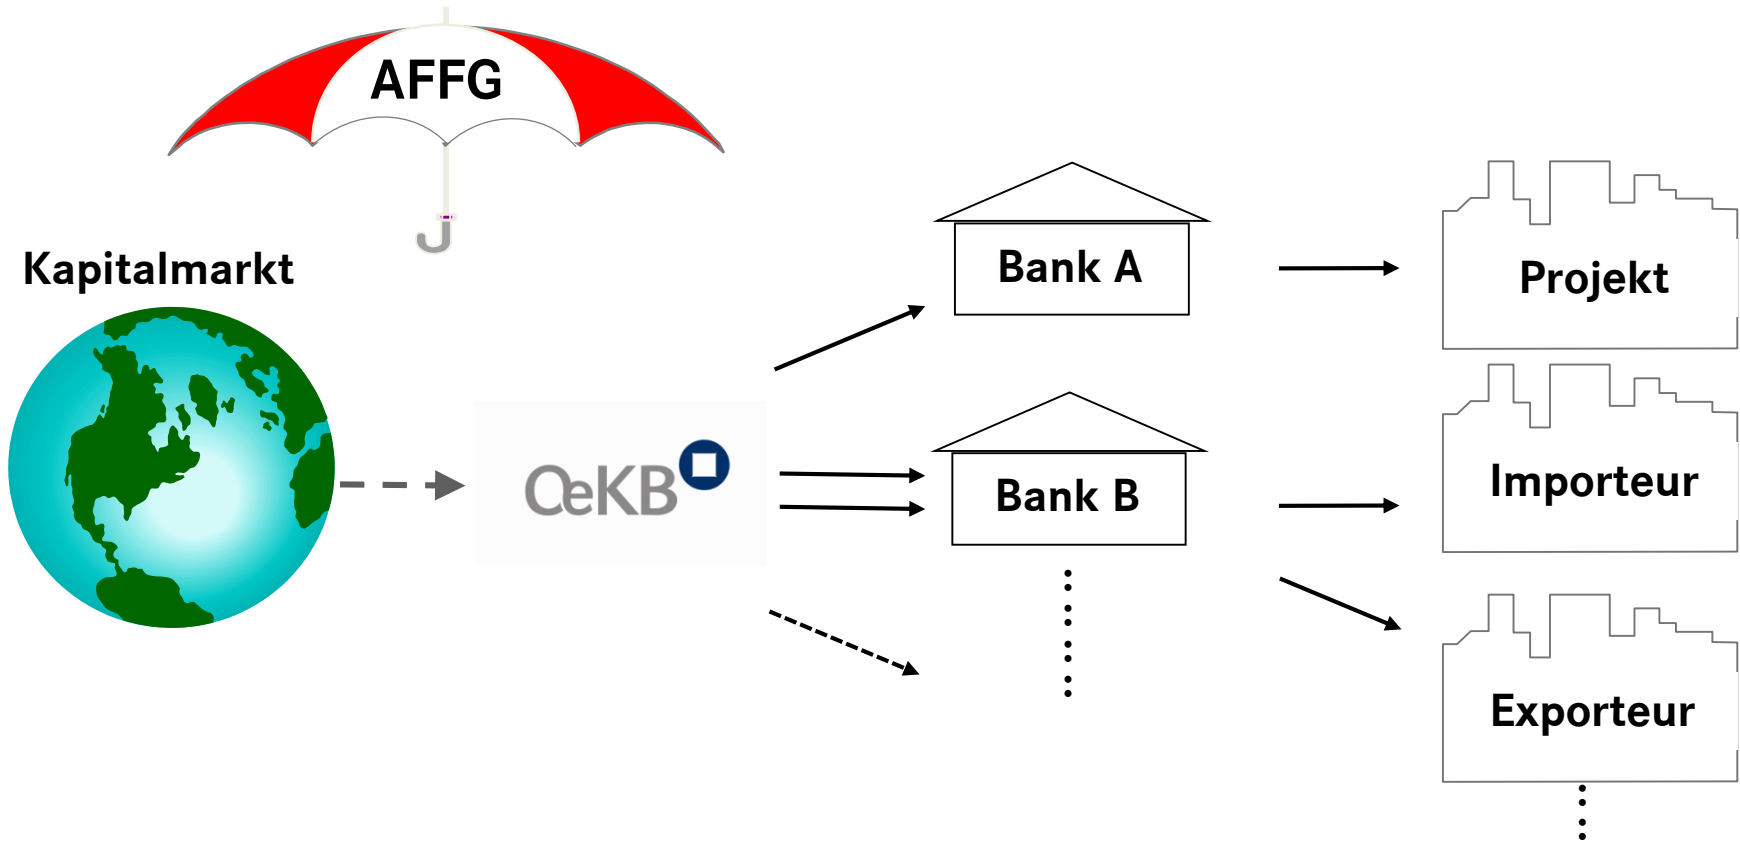 AFFG
Kapitalmarkt
OeKB
Bank A
Projekt
Bank B
Importeur
Exporteur